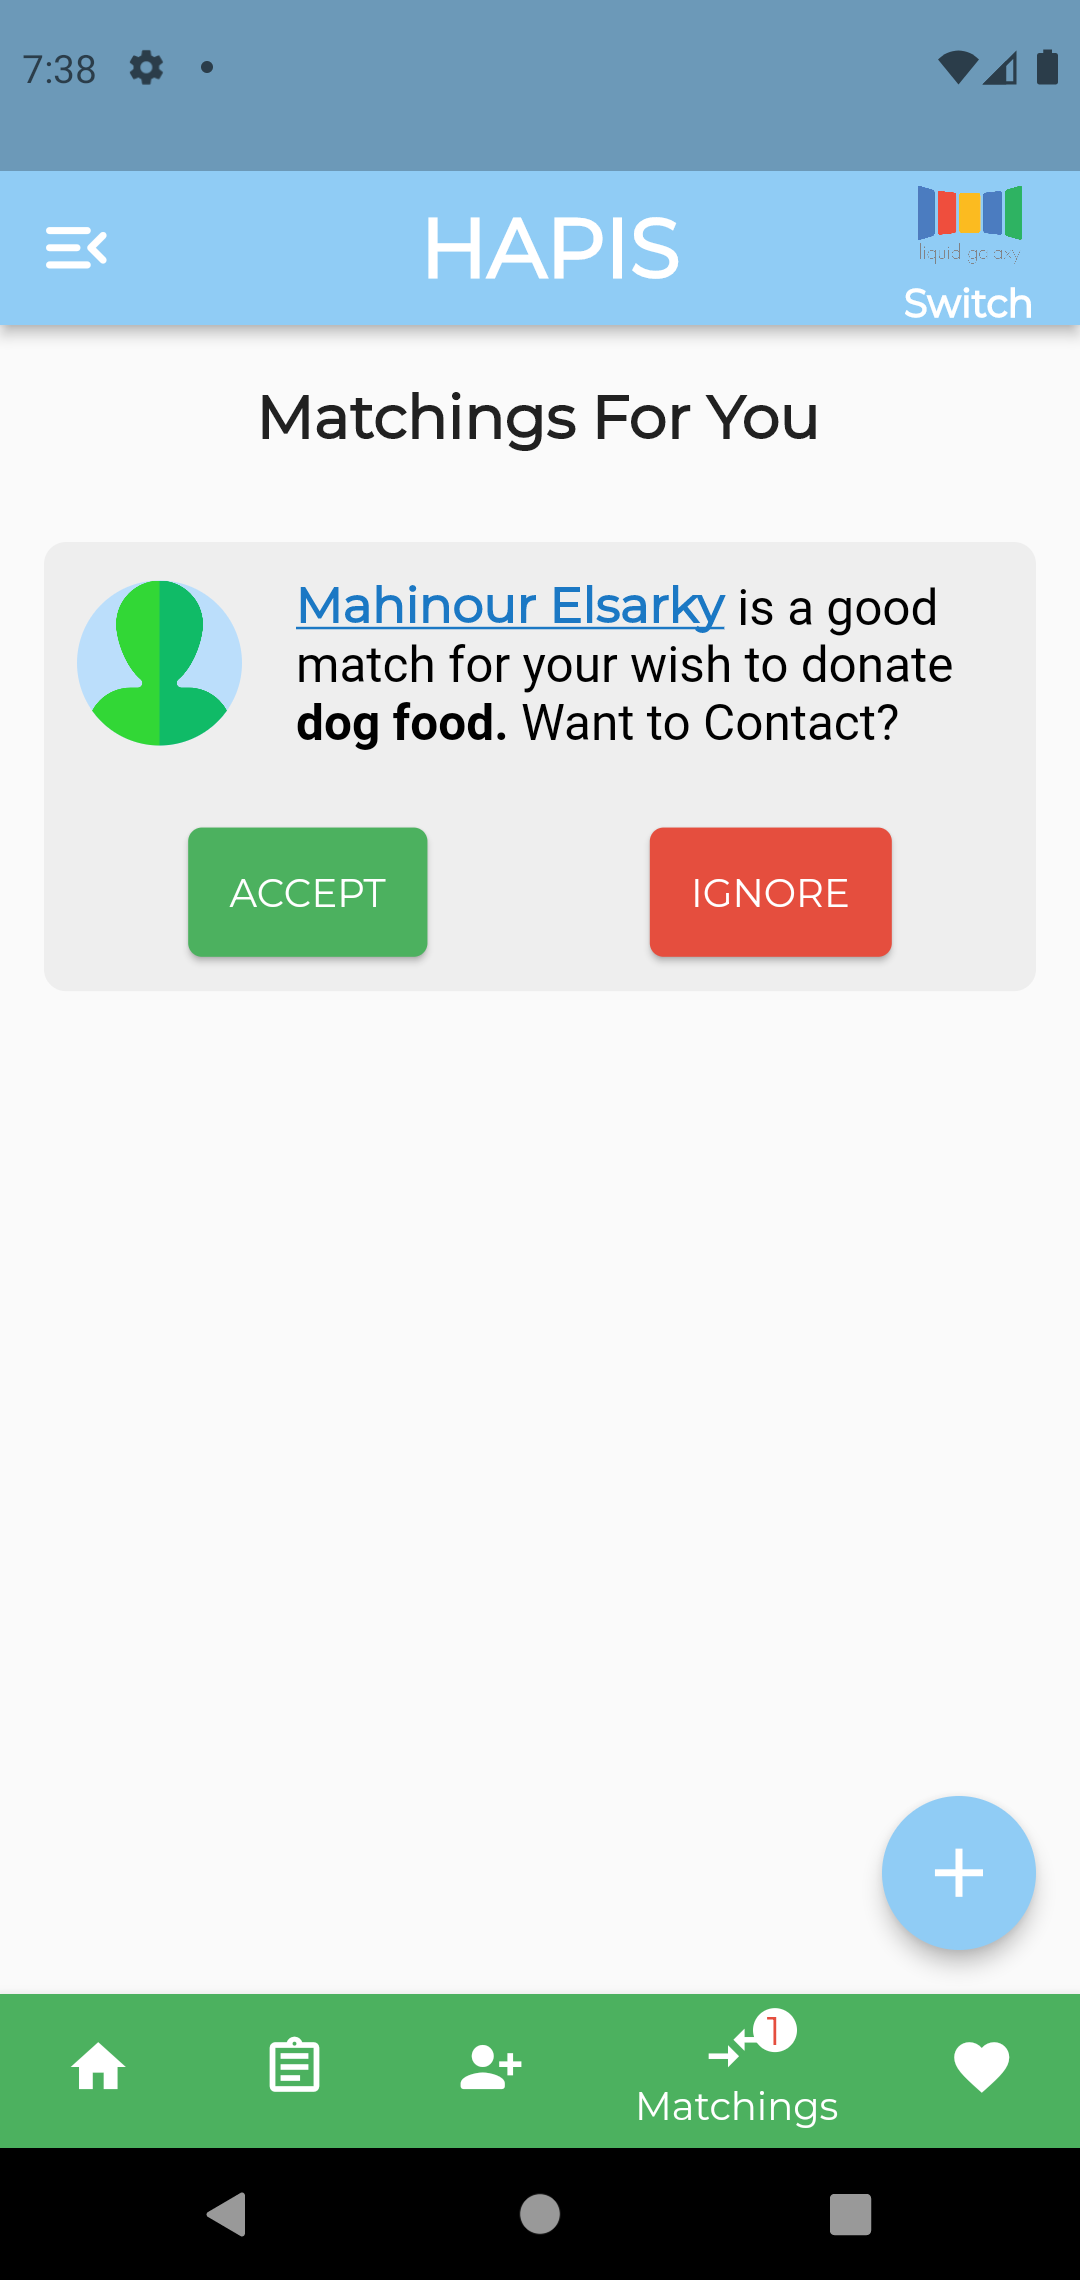 7:38
HAPIS
liquid galaxy
Switch
Matchings For You
Mahinour Elsarky is a good
match for your wish to donate
dog food. Want to Contact?
ACCEPT
IGNORE
1
Matchings